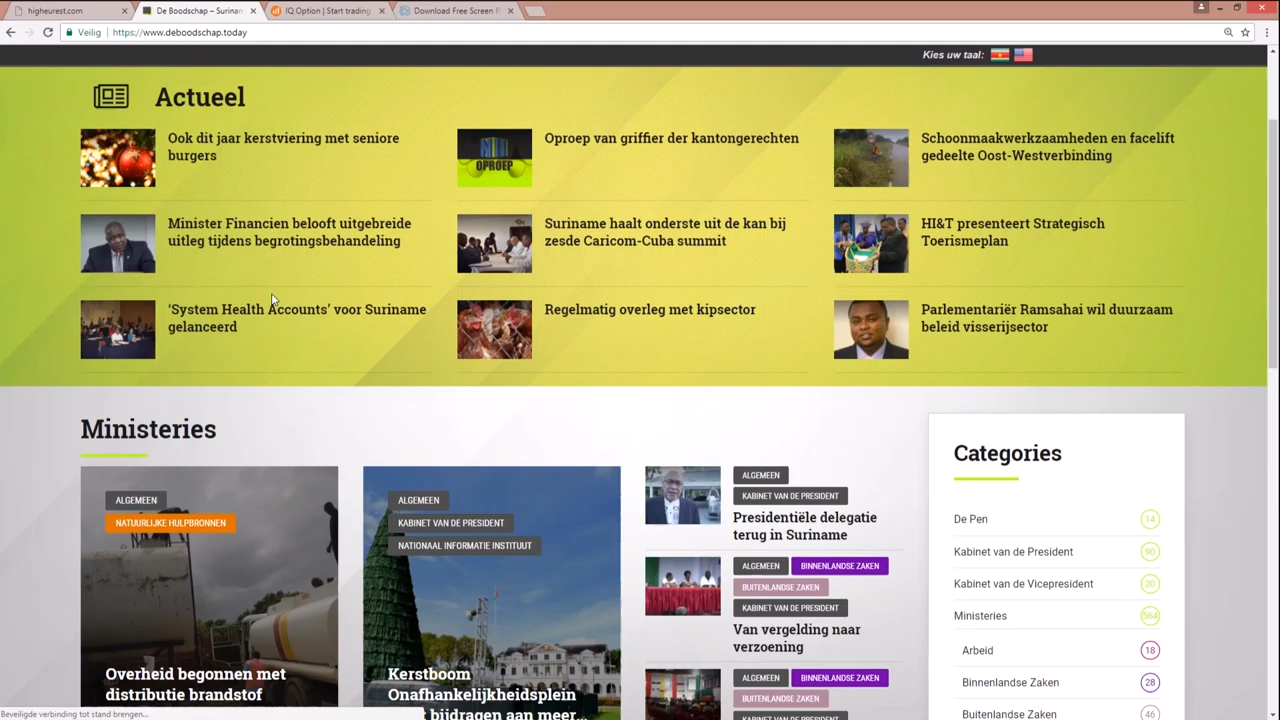 higheurest.com
De Boodschap – Surinam
IQ Option | Start trading
Download Free Screen R
Veilig
https://www.deboodschap.today
Kies uw taal:
Actueel
Ook dit jaar kerstviering met seniore
burgers
OPROEP
Oproep van griffier der kantongerechten
Schoonmaakwerkzaamheden en facelift
gedeelte Oost-Westverbinding
Minister Financien belooft uitgebreide
uitleg tijdens begrotingsbehandeling
Suriname haalt onderste uit de kan bij
zesde Caricom-Cuba summit
HI&T presenteert Strategisch
Toerismeplan
‘System Health Accounts’ voor Suriname
gelanceerd
Regelmatig overleg met kipsector
Parlementariër Ramsahai wil duurzaam
beleid visserijsector
Ministeries
ALGEMEEN
NATUURLIJKE HULPBRONNEN
Overheid begonnen met
distributie brandstof
ALGEMEEN
KABINET VAN DE PRESIDENT
NATIONAAL INFORMATIE INSTITUUT
Kerstboom
Onafhankelijkheidsplein
bijdragen aan meer...
ALGEMEEN
KABINET VAN DE PRESIDENT
Presidentiële delegatie
terug in Suriname
ALGEMEEN BINNENLANDSE ZAKEN
BUITENLANDSE ZAKEN
KABINET VAN DE PRESIDENT
Van vergelding naar
verzoening
ALGEMEEN BINNENLANDSE ZAKEN
BUITENLANDSE ZAKEN
KABINET VAN DE PRESIDENT
Categories
De Pen 14
Kabinet van de President 90
Kabinet van de Vicepresident 20
Ministeries 564
Arbeid 18
Binnenlandse Zaken 28
Buitenlandse Zaken 46
Beveiligde verbinding tot stand brengen...